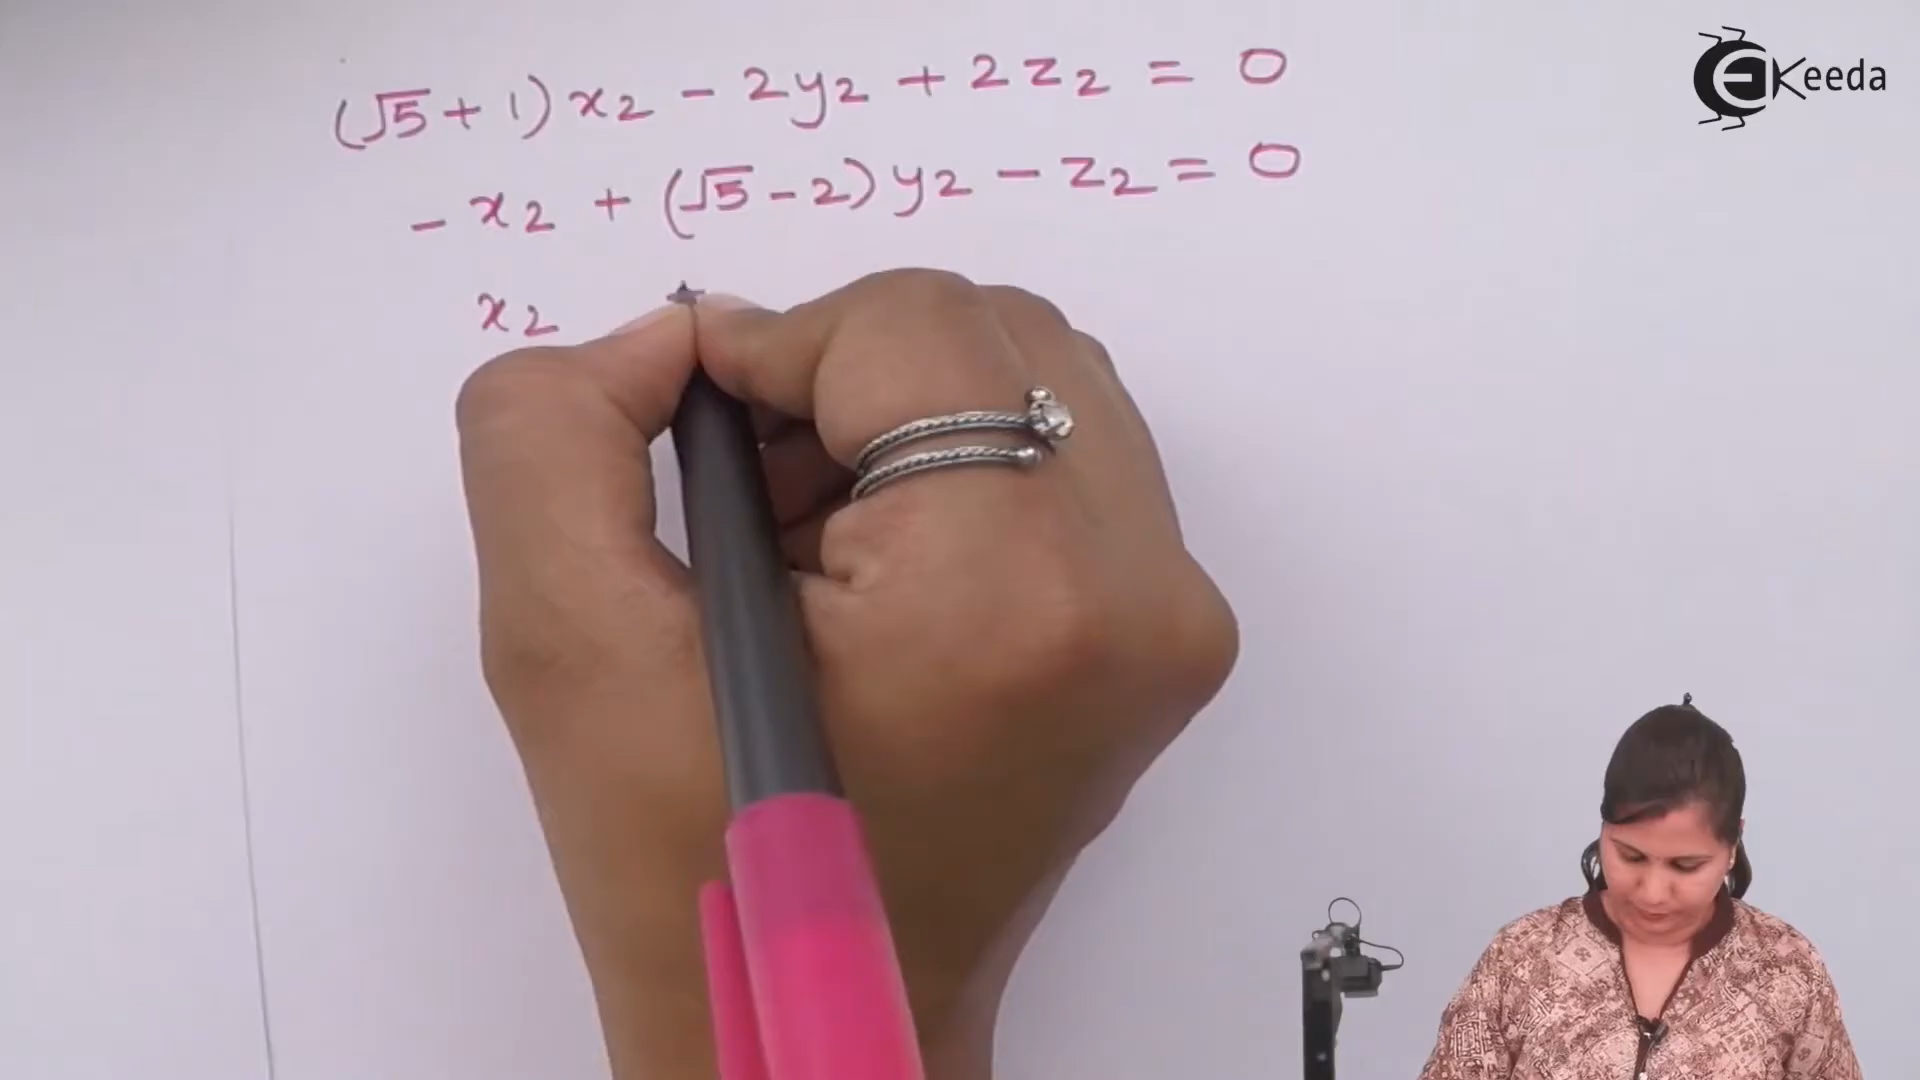 Keeda
(√5 + 1) x₂ - 2y₂ + 2z₂ = 0
- x₂ + (√5 - 2) y₂ - z₂ = 0
x₂